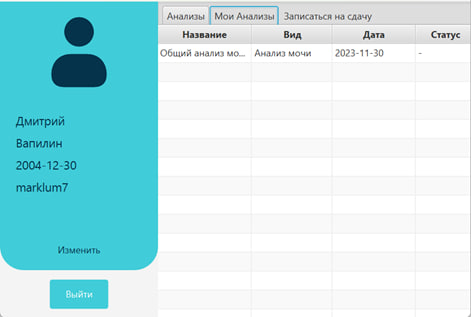 Дмитрий
Вапилин
2004-12-30
marklum7
Изменить
Выйти
Анализы Мои Анализы Записаться на сдачу
Название Вид Дата Статус
Общий анализ мо... Анализ мочи 2023-11-30 -